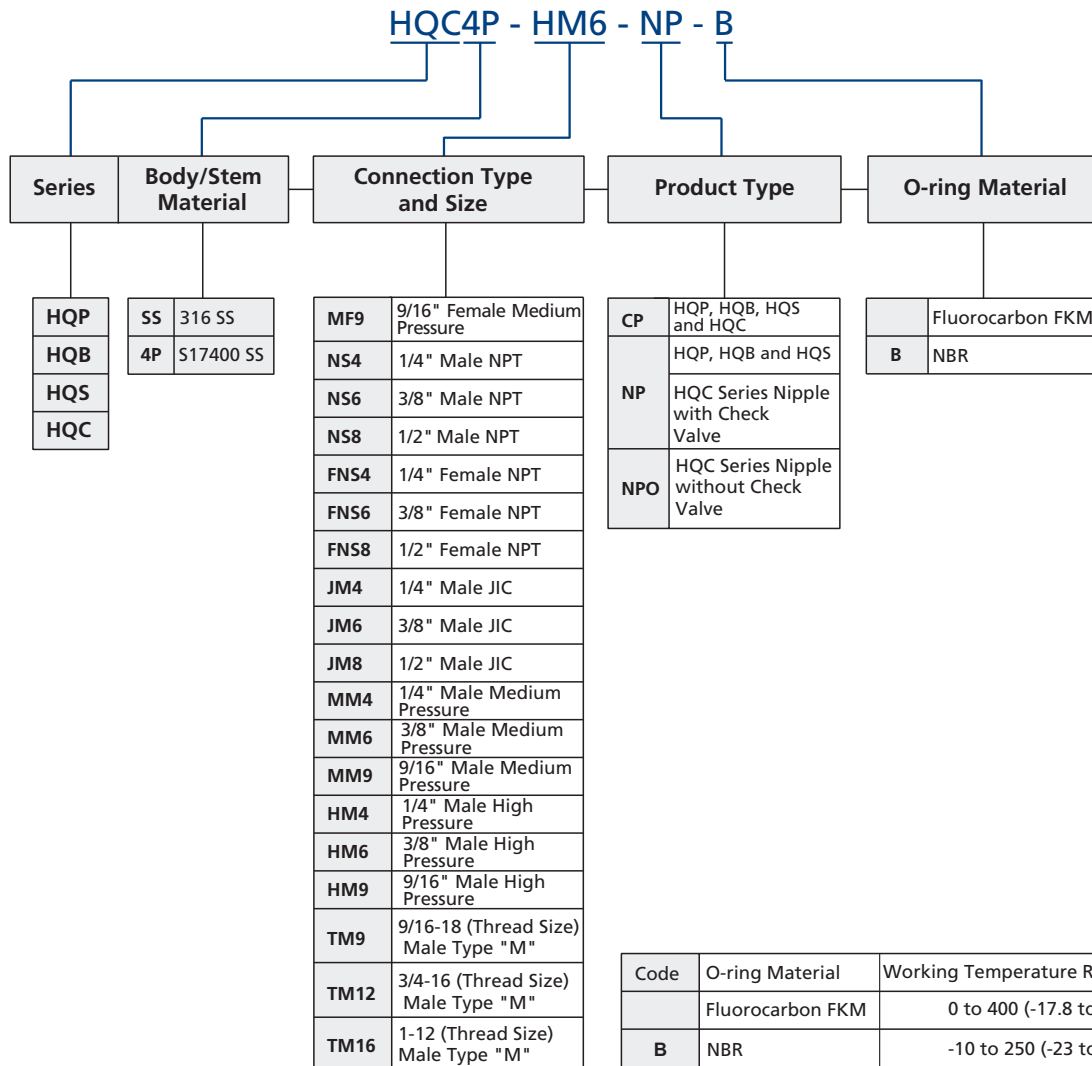 HQC4P - HM6 - NP - B
Series
Body/Stem
Material
Connection Type
and Size
Product Type
O-ring Material
HQP
HQB
HQS
HQC
SS 316 SS
4P S17400 SS
MF9 9/16" Female Medium
Pressure
NS4 1/4" Male NPT
NS6 3/8" Male NPT
NS8 1/2" Male NPT
FNS4 1/4" Female NPT
FNS6 3/8" Female NPT
FNS8 1/2" Female NPT
JM4 1/4" Male JIC
JM6 3/8" Male JIC
JM8 1/2" Male JIC
MM4 1/4" Male Medium
Pressure
MM6 3/8" Male Medium
Pressure
MM9 9/16" Male Medium
Pressure
HM4 1/4" Male High
Pressure
HM6 3/8" Male High
Pressure
HM9 9/16" Male High
Pressure
TM9 9/16-18 (Thread Size)
Male Type "M"
TM12 3/4-16 (Thread Size)
Male Type "M"
TM16 1-12 (Thread Size)
Male Type "M"
CP HQP, HQB, HQS
and HQC
NP HQP, HQB and HQS
HQC Series Nipple
with Check
Valve
NPO HQC Series Nipple
without Check
Valve
Fluorocarbon FKM
B NBR
Code O-ring Material Working Temperature R
Fluorocarbon FKM 0 to 400 (-17.8 to
B NBR -10 to 250 (-23 to